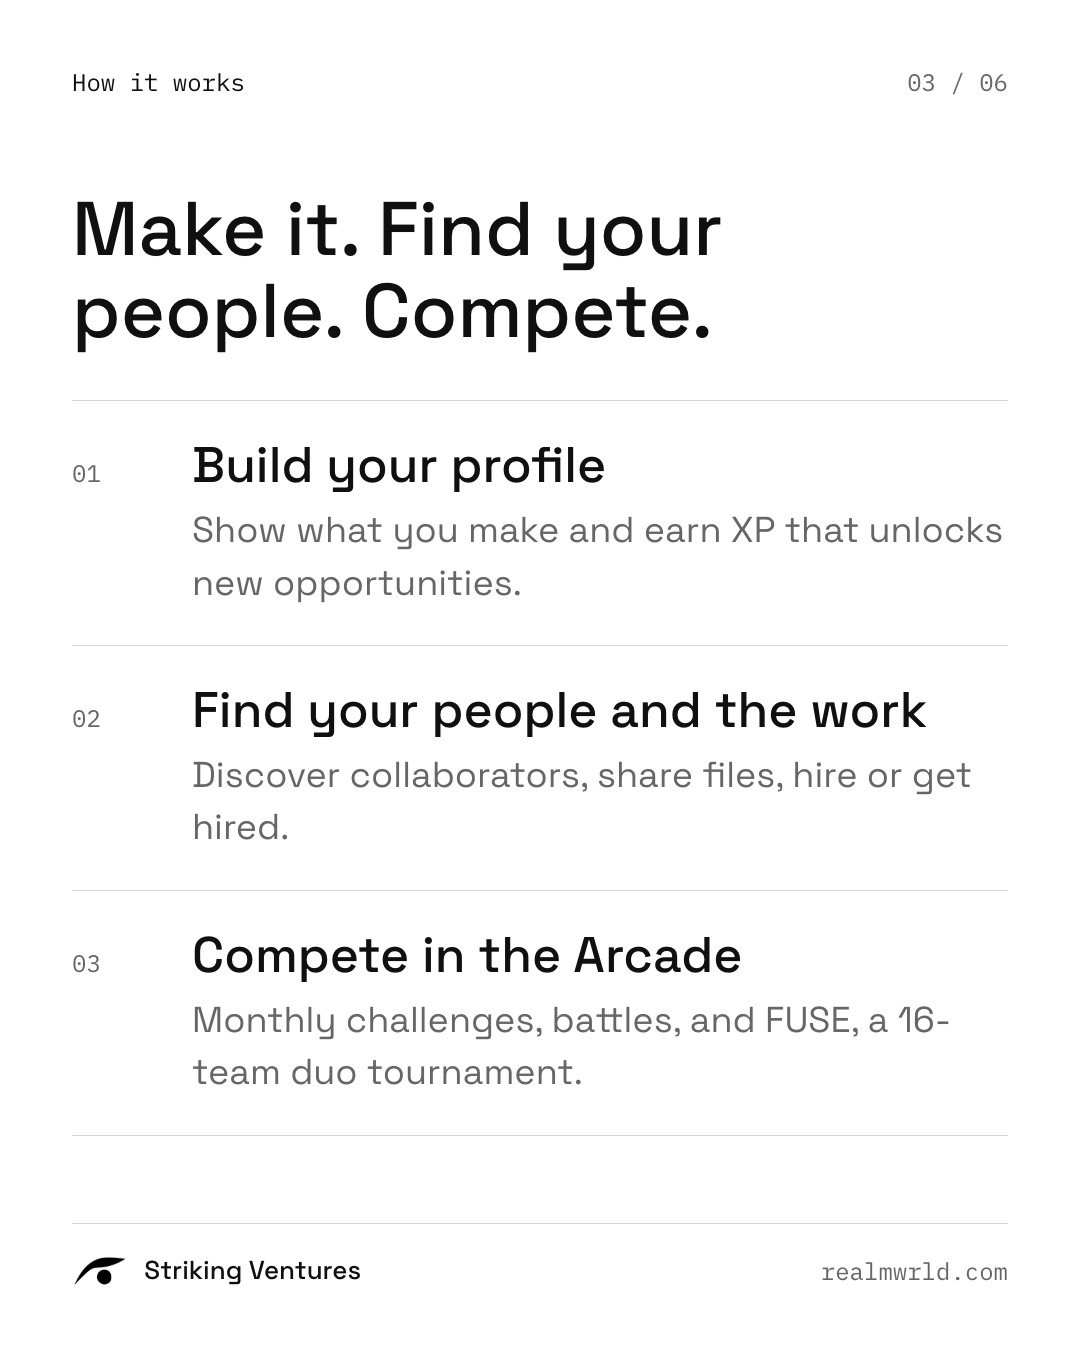 How it works
03 / 06
Make it. Find your
people. Compete.
01
Build your profile
Show what you make and earn XP that unlocks
new opportunities.
02
Find your people and the work
Discover collaborators, share files, hire or get
hired.
03
Compete in the Arcade
Monthly challenges, battles, and FUSE, a 16-
team duo tournament.
Striking Ventures
realmwrld.com